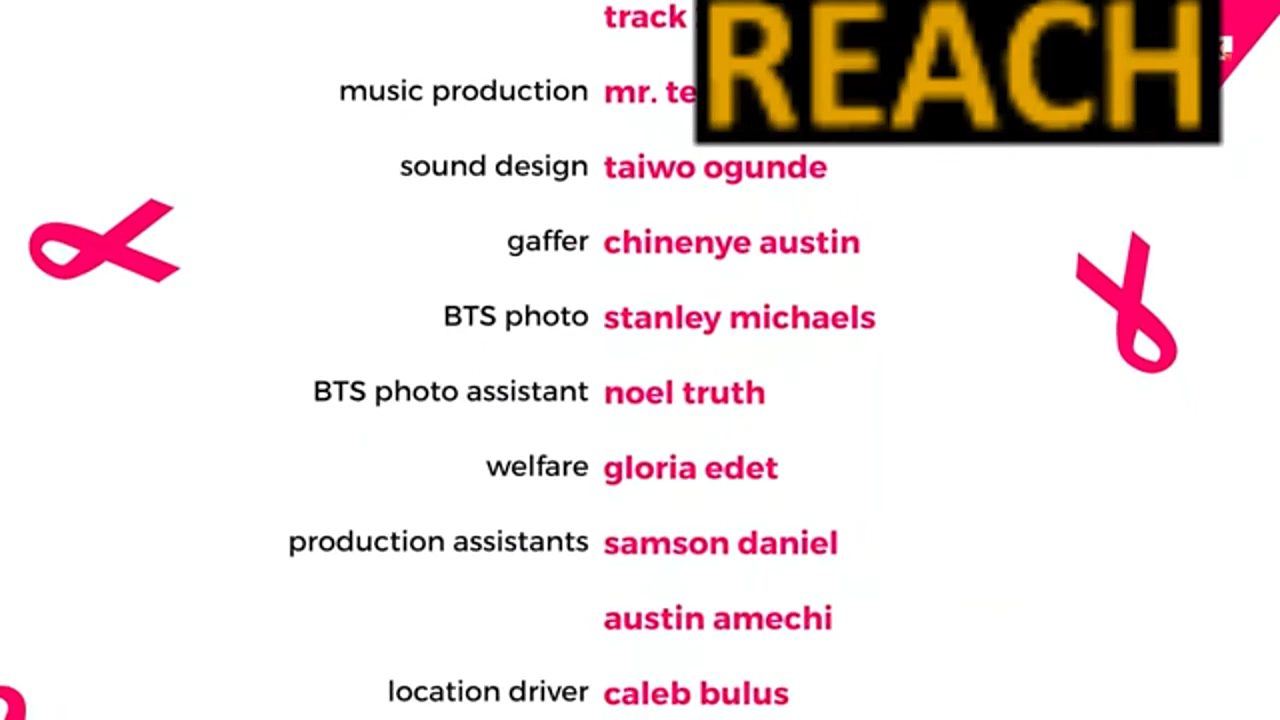 track
REACH
music production mr.
sound design taiwo ogunde
gaffer chinenye austin
BTS photo stanley michaels
BTS photo assistant noel truth
welfare gloria edet
production assistants samson daniel
austin amechi
location driver caleb bulus